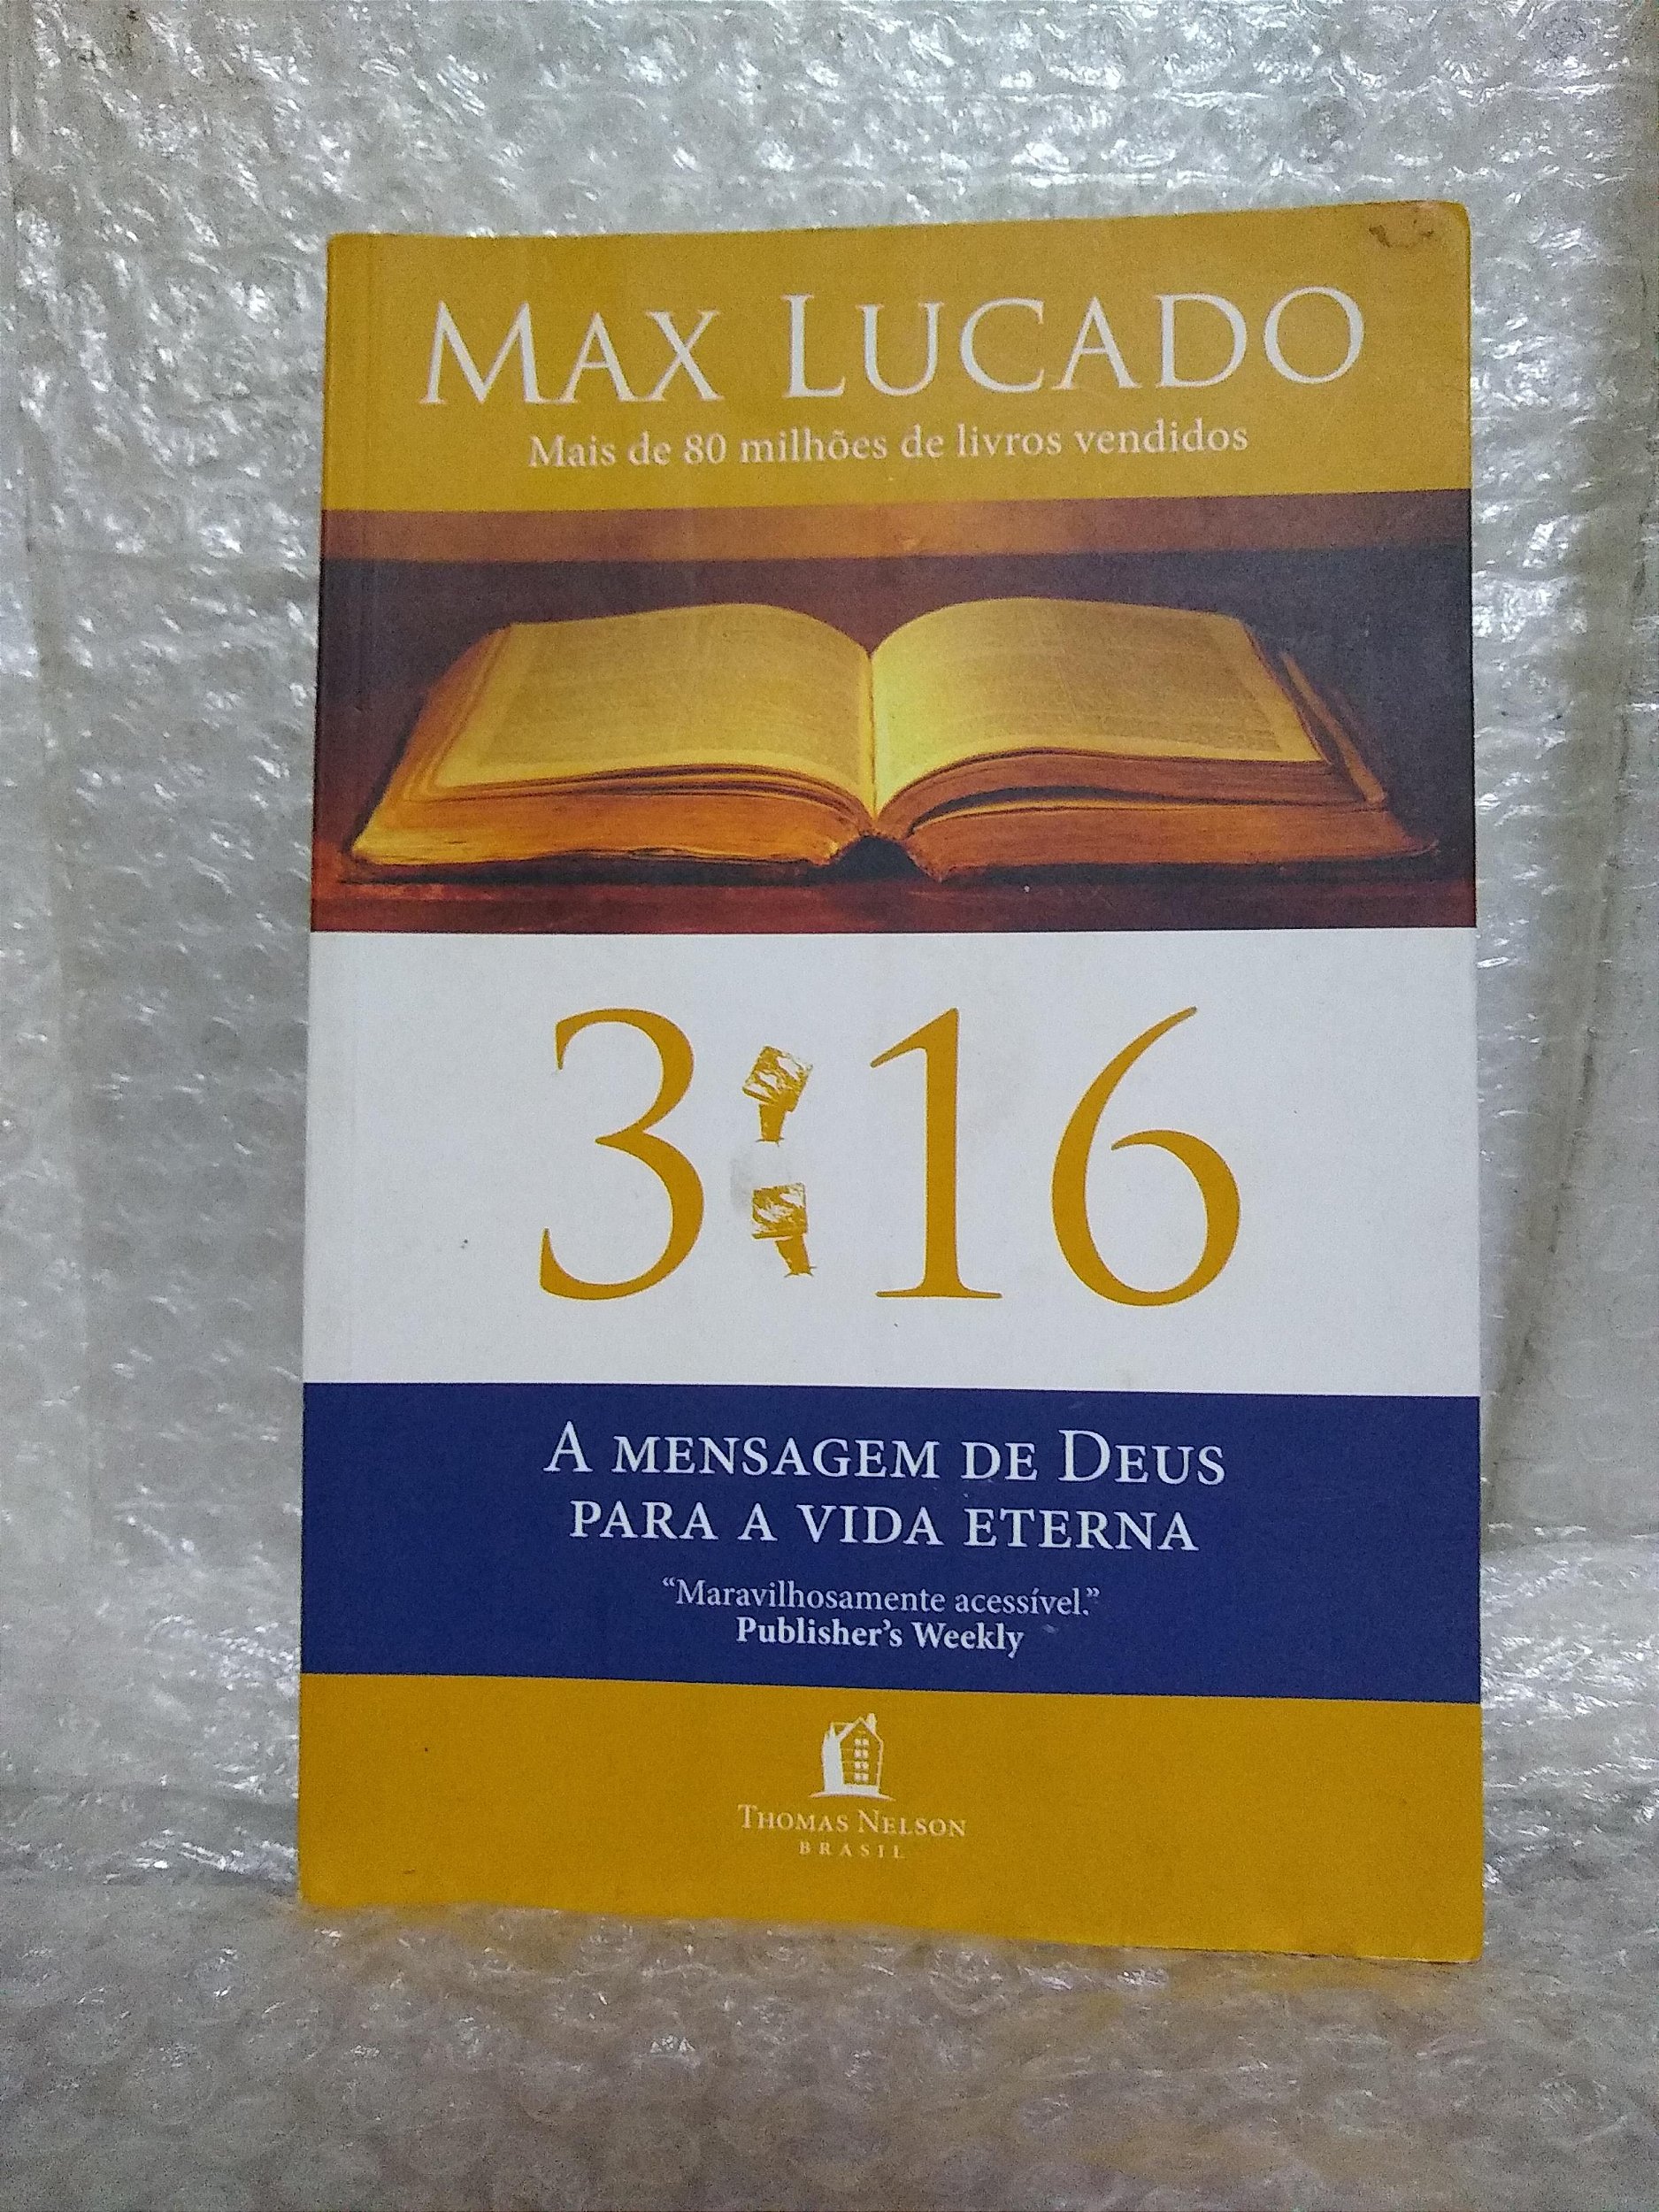 MAX LUCADO
Mais de 80 milhões de livros vendidos
3:16
A MENSAGEM DE DEUS
PARA A VIDA ETERNA
“Maravilhosamente acessível.”
Publisher’s Weekly
THOMAS NELSON
BRASIL